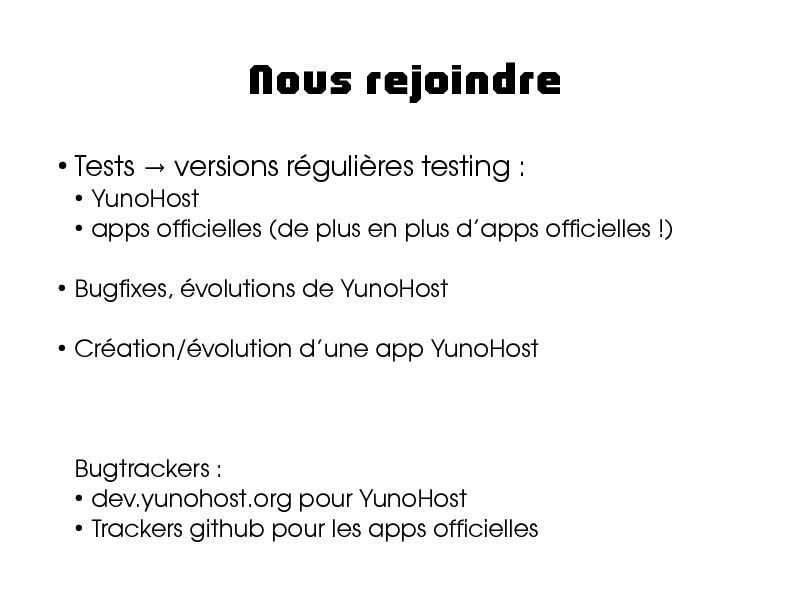 Nous rejoindre
• Tests → versions régulières testing :
• YunoHost
• apps officielles (de plus en plus d’apps officielles !)
• Bugfixes, évolutions de YunoHost
• Création/évolution d’une app YunoHost
Bugtrackers :
• dev.yunohost.org pour YunoHost
• Trackers github pour les apps officielles